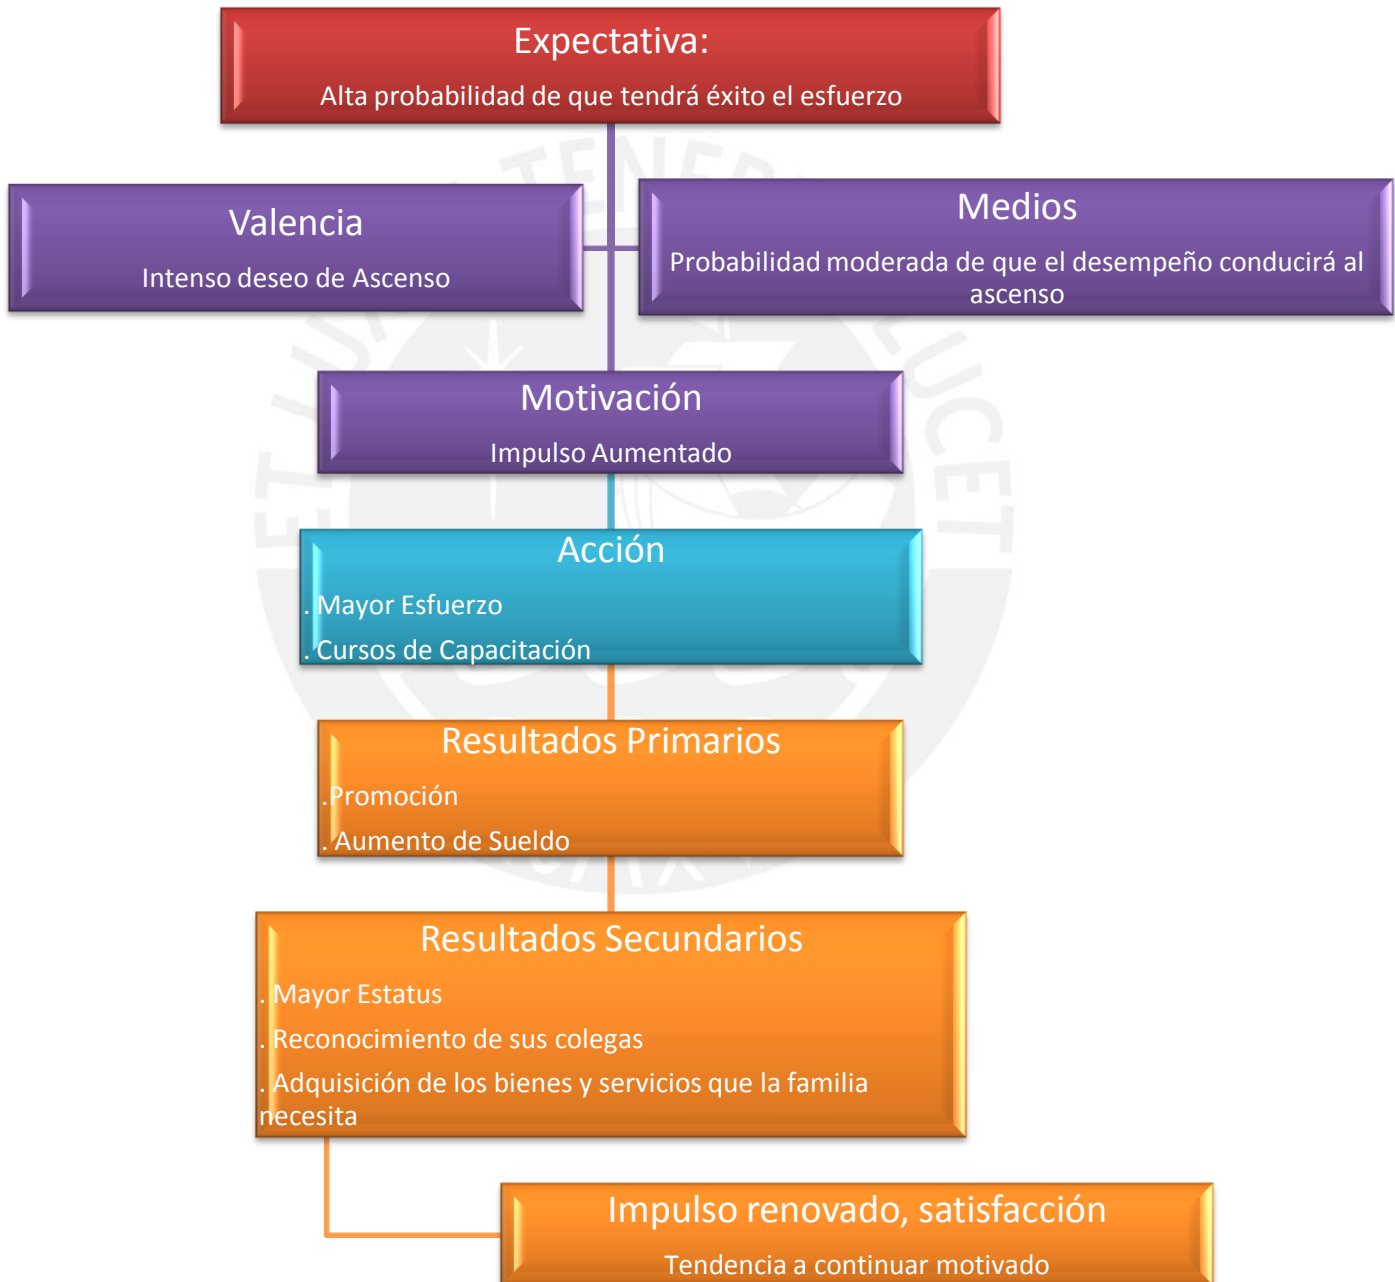 Expectativa:
Alta probabilidad de que tendrá éxito el esfuerzo
Valencia
Intenso deseo de Ascenso
Medios
Probabilidad moderada de que el desempeño conducirá al
ascenso
Motivación
Impulso Aumentado
Acción
. Mayor Esfuerzo
. Cursos de Capacitación
Resultados Primarios
.Promoción
. Aumento de Sueldo
Resultados Secundarios
. Mayor Estatus
. Reconocimiento de sus colegas
. Adquisición de los bienes y servicios que la familia
necesita
Impulso renovado, satisfacción
Tendencia a continuar motivado